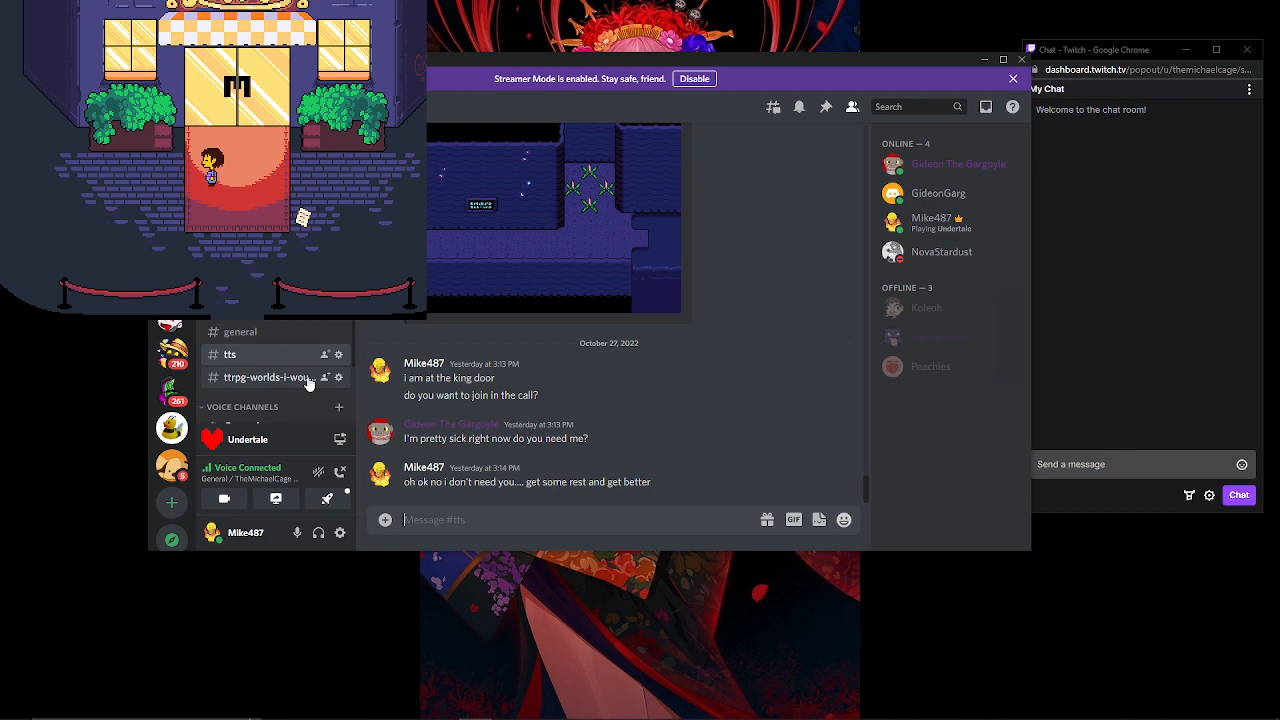 M
Chat - Twitch - Google Chrome
dashboard.twitch.tv/popout/u/themichaelcage/s...
My Chat
Welcome to the chat room!
Send a message
Chat
Streamer Mode is enabled. Stay safe, friend.
Disable
Search
ONLINE — 4
Gideon The Gargoyle
GideonGarg
Mike487
Playing Undertale
NovaStardust
OFFLINE — 3
Koleah
Peachies
October 27, 2022
Mike487 Yesterday at 3:13 PM
i am at the king door
do you want to join in the call?
Gideon The Gargoyle Yesterday at 3:13 PM
I'm pretty sick right now do you need me?
Mike487 Yesterday at 3:14 PM
oh ok no i don't need you.... get some rest and get better
Message #tts
GIF
# general
# tts
# ttrpg-worlds-i-wou...
VOICE CHANNELS
Undertale
Voice Connected
General / TheMichaelCage ...
Mike487
210
261
5